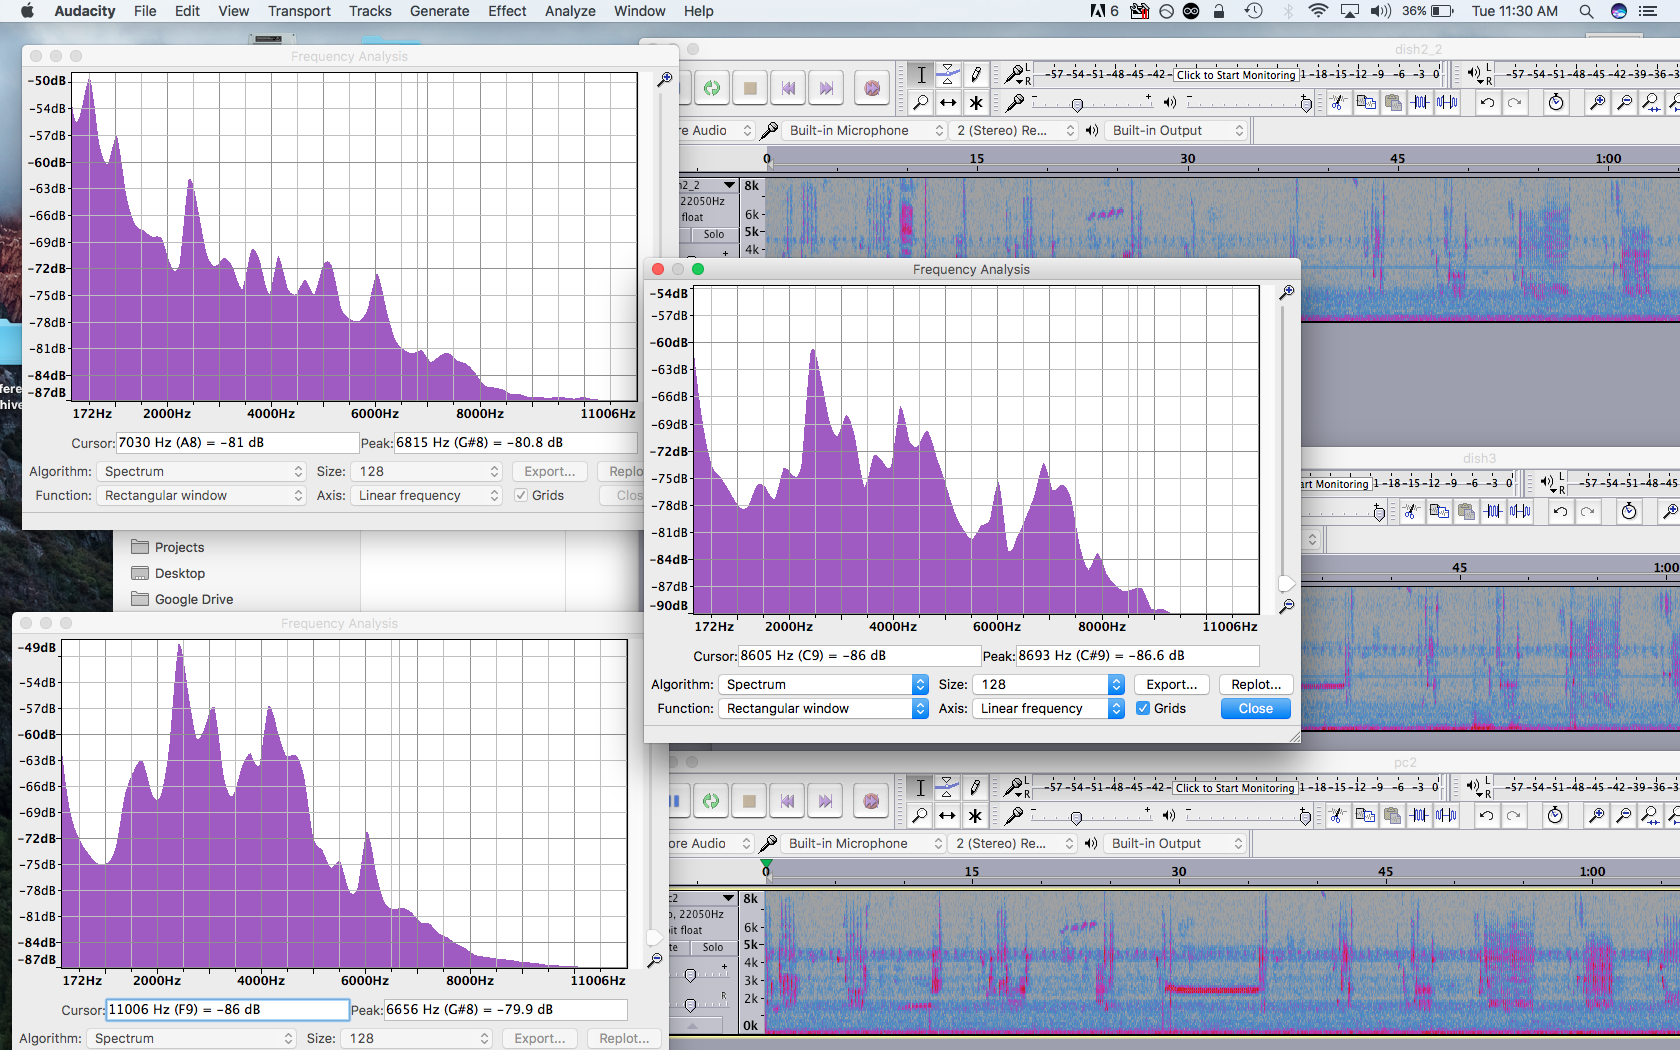 Audacity File Edit View Transport Tracks Generate Effect Analyze Window Help 6 36% Tue 11:30 AM
Frequency Analysis
-50dB
-54dB
-57dB
-60dB
-63dB
-66dB
-69dB
-72dB
-75dB
-78dB
-81dB
-84dB
-87dB
172Hz 2000Hz 4000Hz 6000Hz 8000Hz 11006Hz
Cursor: 7030 Hz (A8) = -81 dB Peak: 6815 Hz (G#8) = -80.8 dB
Algorithm: Spectrum Size: 128 Export... Replo
Function: Rectangular window Axis: Linear frequency Grids Clos
fere
hive
Projects
Desktop
Google Drive
dish2_2
L
R
-57 -54 -51 -48 -45 -42 - Click to Start Monitoring 1 -18 -15 -12 -9 -6 -3 0
L
R
-57 -54 -51 -48 -45 -42 -39 -36 -3
re Audio Built-in Microphone 2 (Stereo) Re... Built-in Output
0 15 30 45 1:00
h2_2
22050Hz
float
Solo
8k
6k
5k
4k
Frequency Analysis
-54dB
-57dB
-60dB
-63dB
-66dB
-69dB
-72dB
-75dB
-78dB
-81dB
-84dB
-87dB
-90dB
172Hz 2000Hz 4000Hz 6000Hz 8000Hz 11006Hz
Cursor: 8605 Hz (C9) = -86 dB Peak: 8693 Hz (C#9) = -86.6 dB
Algorithm: Spectrum Size: 128 Export... Replot...
Function: Rectangular window Axis: Linear frequency Grids Close
dish3
art Monitoring 1 -18 -15 -12 -9 -6 -3 0
L
R
-57 -54 -51 -48 -45
45 1:00
Frequency Analysis
-49dB
-54dB
-57dB
-60dB
-63dB
-66dB
-69dB
-72dB
-75dB
-78dB
-81dB
-84dB
-87dB
172Hz 2000Hz 4000Hz 6000Hz 8000Hz 11006Hz
Cursor: 11006 Hz (F9) = -86 dB Peak: 6656 Hz (G#8) = -79.9 dB
Algorithm: Spectrum Size: 128 Export... Replot...
pc2
L
R
-57 -54 -51 -48 -45 -42 - Click to Start Monitoring 1 -18 -15 -12 -9 -6 -3 0
L
R
-57 -54 -51 -48 -45 -42 -39 -36 -3
ore Audio Built-in Microphone 2 (Stereo) Re... Built-in Output
0 15 30 45 1:00
c2
o, 22050Hz
bit float
te Solo
R
8k
6k
5k
4k
3k
2k
0k